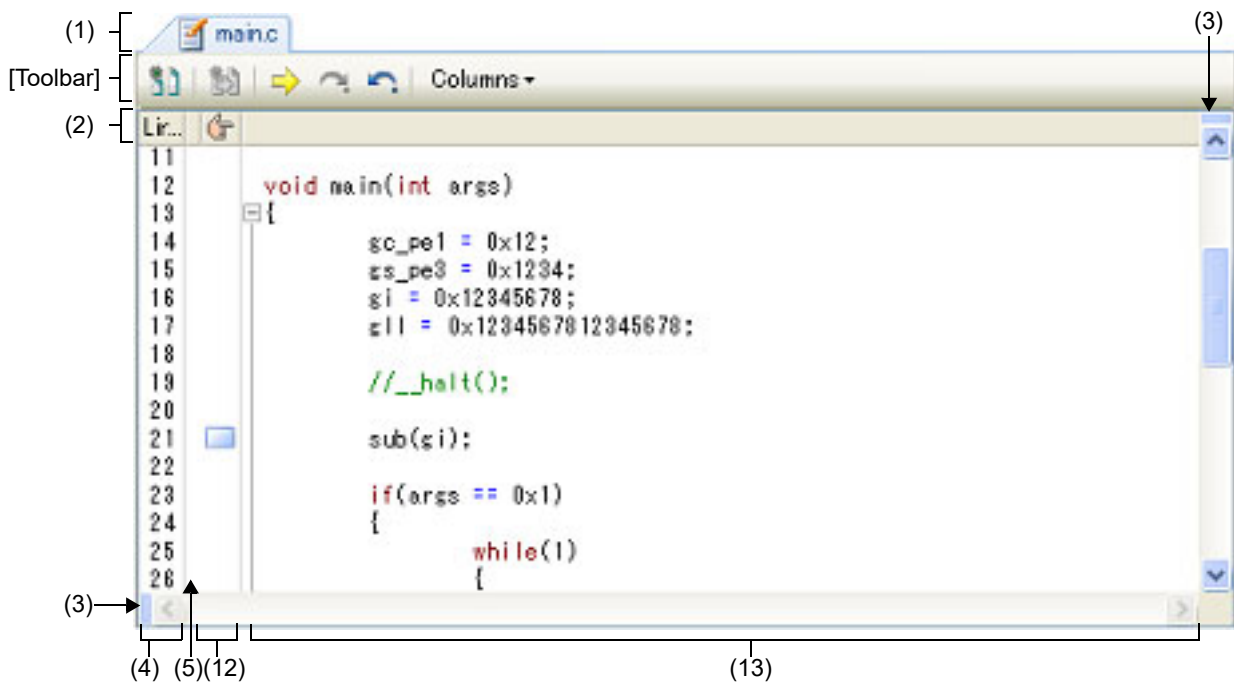 (1)
main.c
(3)
[Toolbar]
Columns
(2)
Lir...
11
12 void main(int args)
13 {
14 gc_pe1 = 0x12;
15 gs_pe3 = 0x1234;
16 gi = 0x12345678;
17 gll = 0x1234567812345678;
18
19 //__halt();
20
21 sub(gi);
22
23 if(args == 0x1)
24 {
25 while(1)
26 {
(3)
(4) (5)(12) (13)